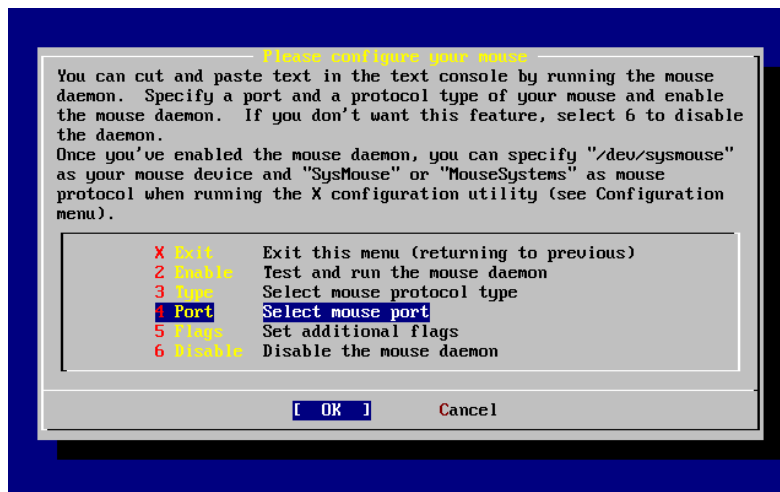 Please configure your mouse
You can cut and paste text in the text console by running the mouse
daemon.  Specify a port and a protocol type of your mouse and enable
the mouse daemon.  If you don't want this feature, select 6 to disable
the daemon.
Once you've enabled the mouse daemon, you can specify "/dev/sysmouse"
as your mouse device and "SysMouse" or "MouseSystems" as mouse
protocol when running the X configuration utility (see Configuration
menu).
X Exit     Exit this menu (returning to previous)
2 Enable   Test and run the mouse daemon
3 Type     Select mouse protocol type
4 Port     Select mouse port
5 Flags    Set additional flags
6 Disable  Disable the mouse daemon
[  OK  ]       Cancel